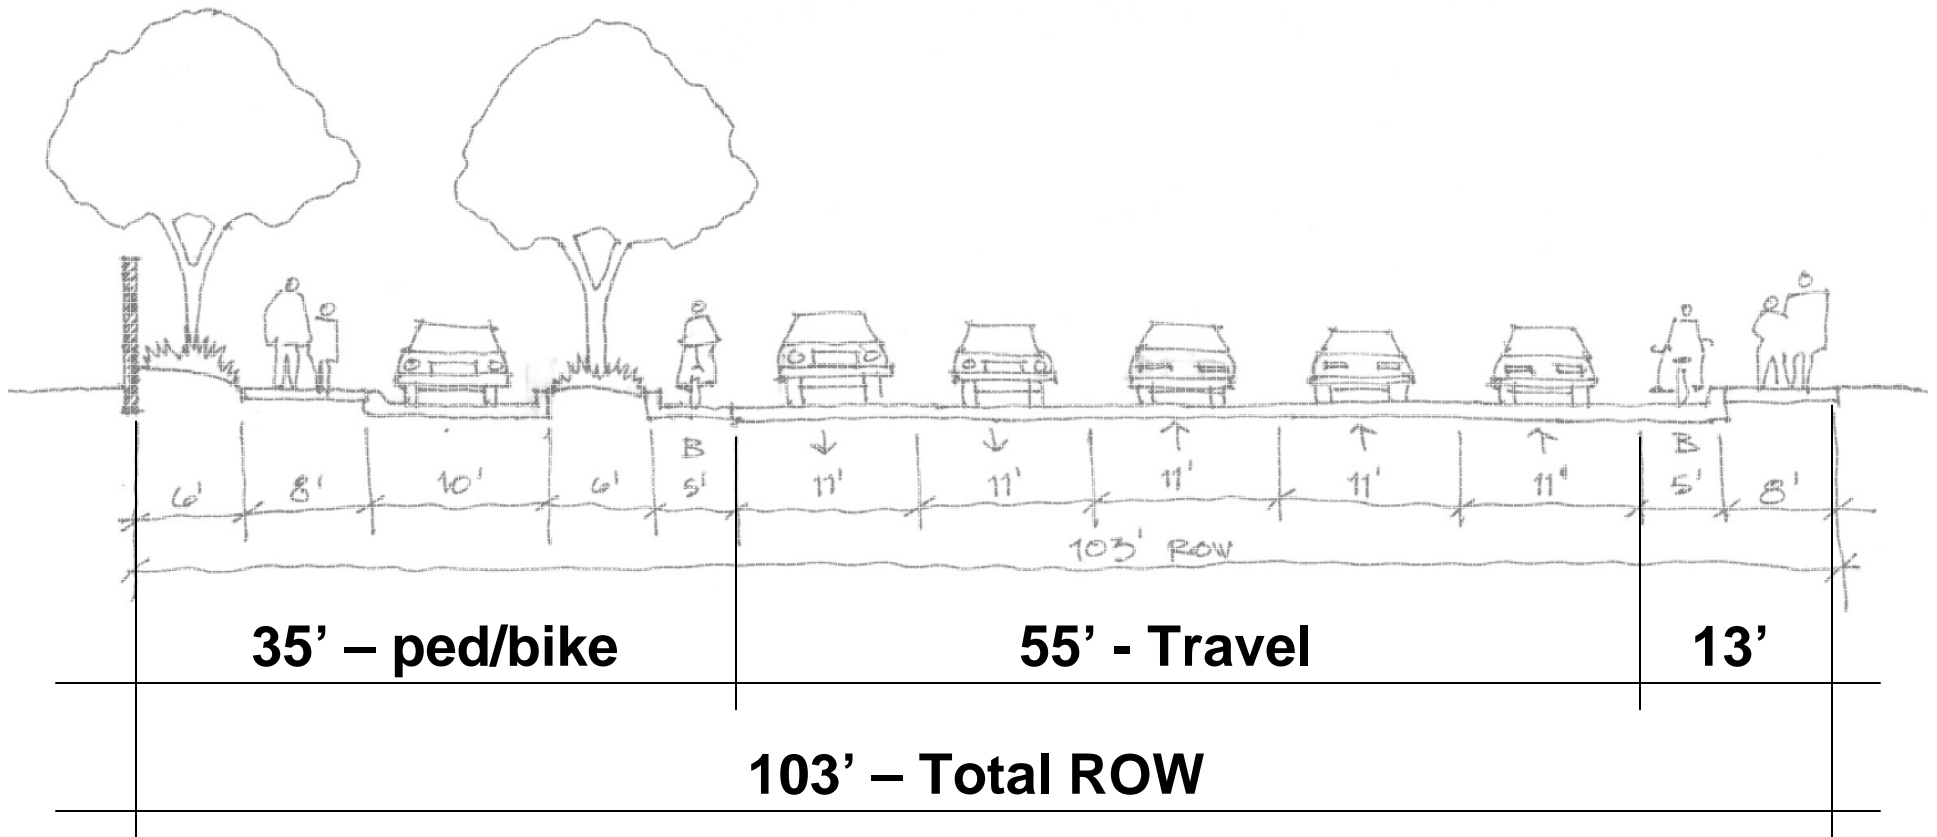 B B
6' 8' 10' 6' 5' 11' 11' 11' 11' 11' 5' 8'
103' ROW
35’ – ped/bike 55’ - Travel 13’
103’ – Total ROW